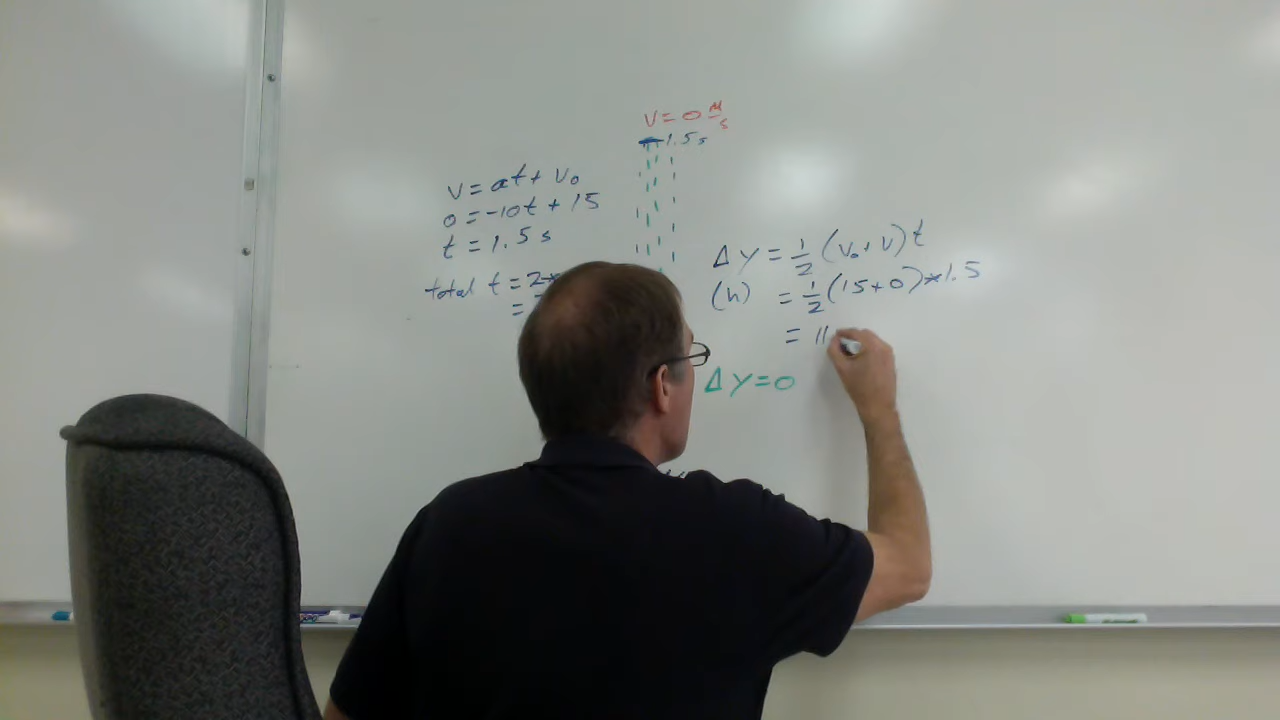 V = 0 M/s
1.5 s
v = at + v₀
0 = -10t + 15
t = 1.5 s
total t = 2*
=
Δy = 1/2 (v₀ + v) t
(h) = 1/2 (15 + 0) * 1.5
= 11
Δy = 0